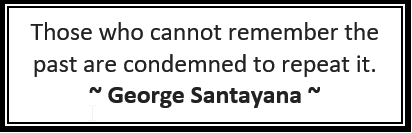 Those who cannot remember the
past are condemned to repeat it.
~ George Santayana ~